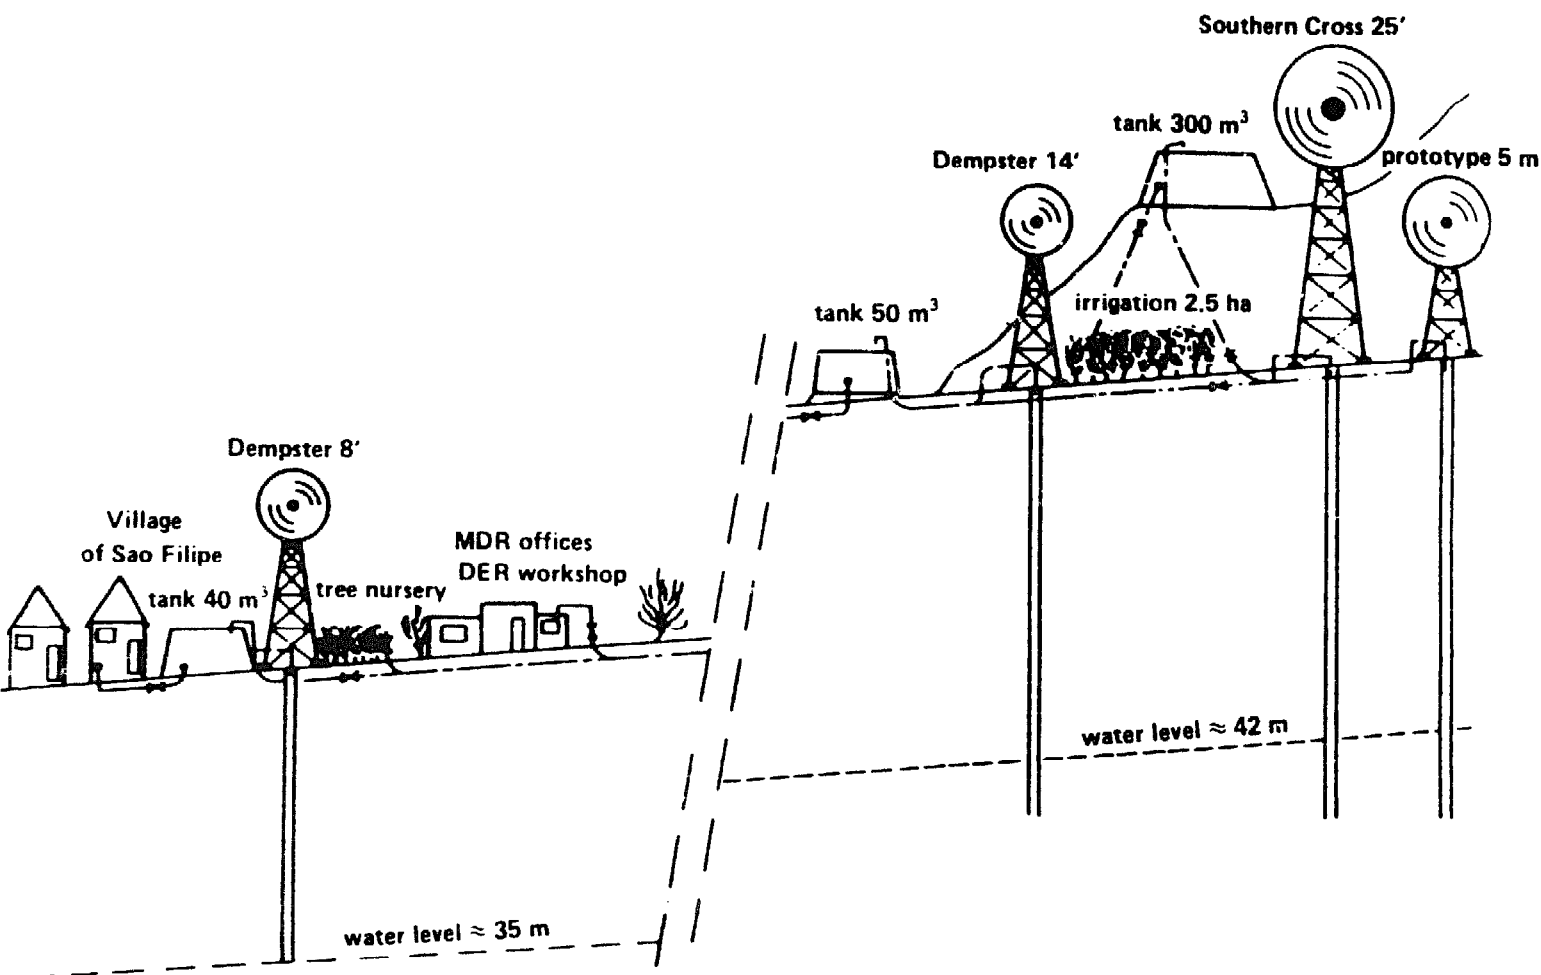 Southern Cross 25'
tank 300 m³
Dempster 14'
prototype 5 m
irrigation 2.5 ha
tank 50 m³
Dempster 8'
Village
of Sao Filipe
MDR offices
DER workshop
tank 40 m³
tree nursery
water level ≈ 42 m
water level ≈ 35 m